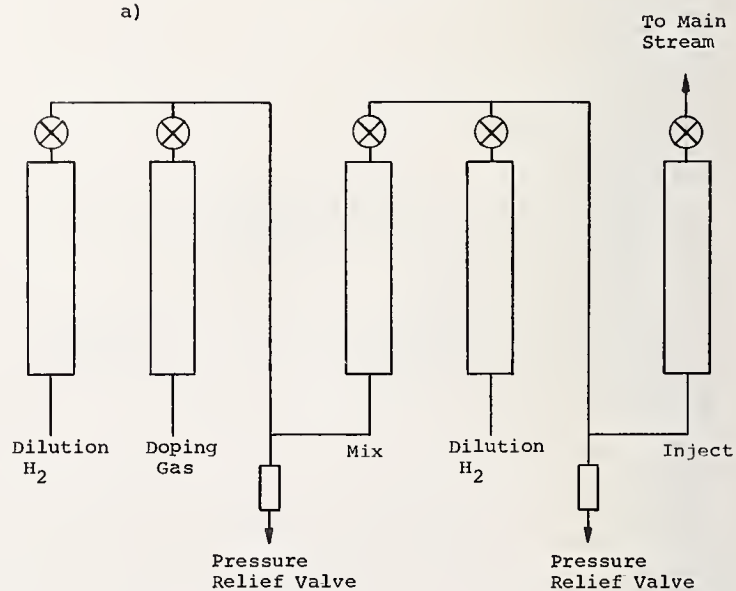 a)
To Main
Stream
Dilution
H2
Doping
Gas
Mix
Dilution
H2
Inject
Pressure
Relief Valve
Pressure
Relief Valve